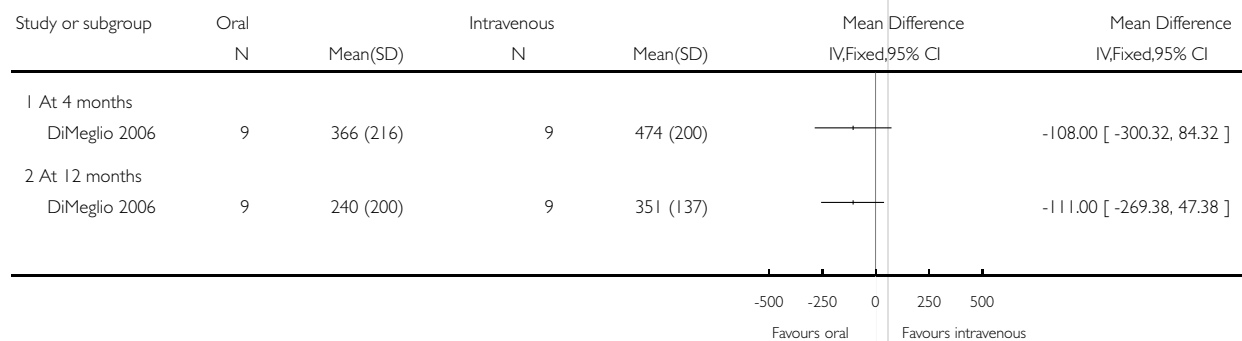 Study or subgroup Oral Intravenous Mean Difference Mean Difference
N Mean(SD) N Mean(SD) IV,Fixed,95% CI IV,Fixed,95% CI
1 At 4 months
DiMeglio 2006 9 366 (216) 9 474 (200) -108.00 [ -300.32, 84.32 ]
2 At 12 months
DiMeglio 2006 9 240 (200) 9 351 (137) -111.00 [ -269.38, 47.38 ]
-500 -250 0 250 500
Favours oral Favours intravenous